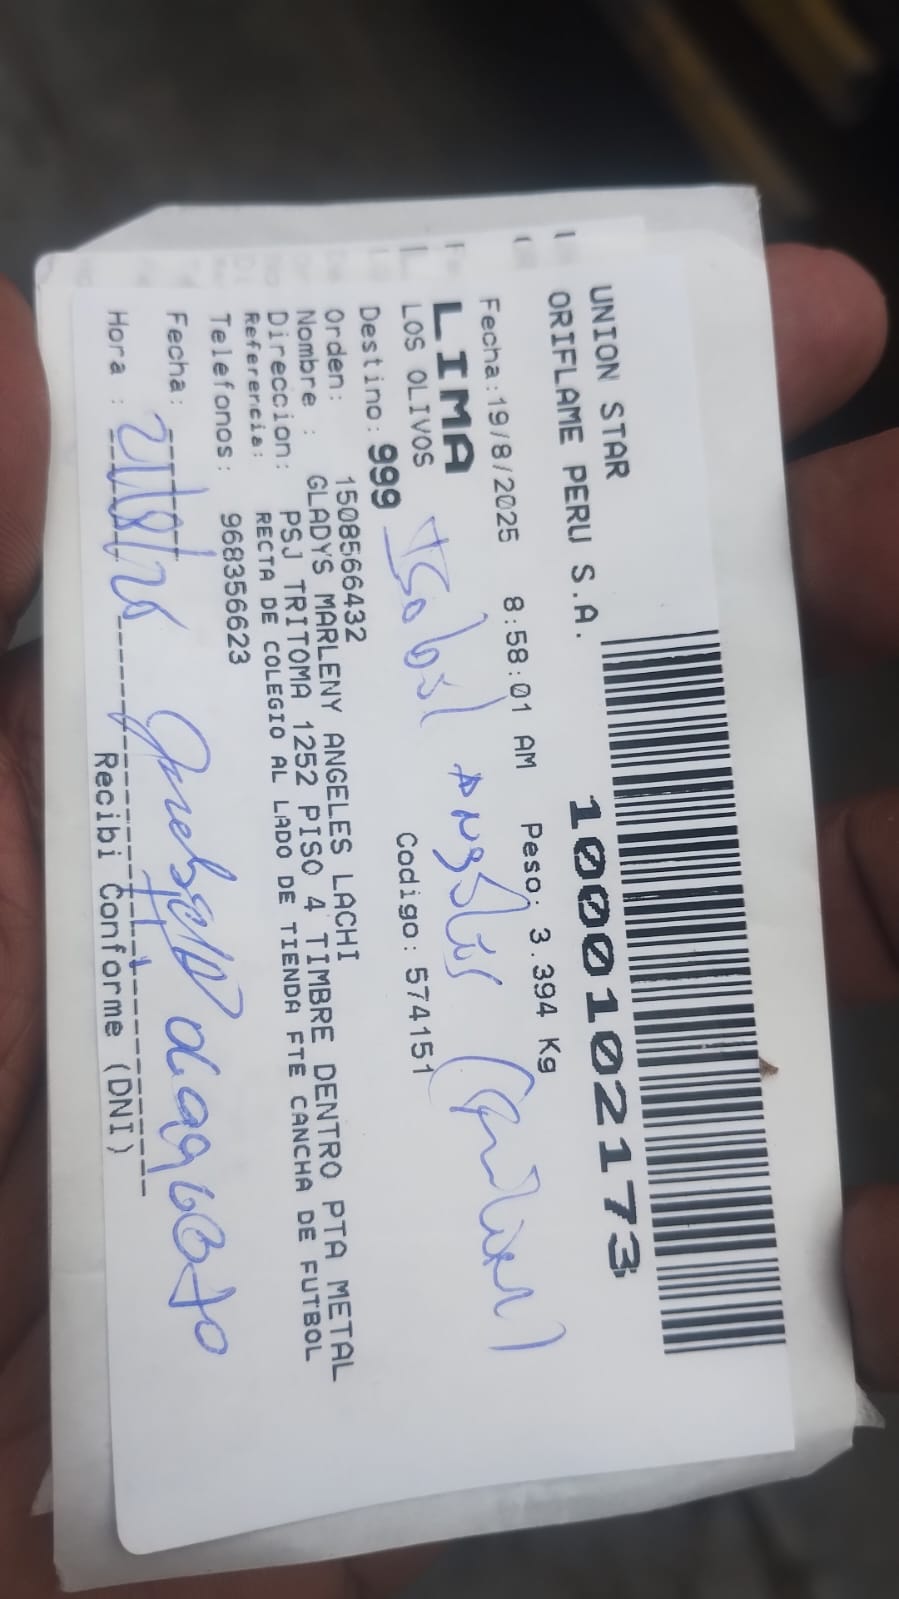 UNION STAR
ORIFLAME PERU S.A.
1000102173
Fecha:19/8/2025 8:58:01 AM Peso: 3.394 Kg
LIMA
LOS OLIVOS Codigo: 574151
Isabel Angeles (
Destino: 999
Orden: 1508566432
Nombre : GLADYS MARLENY ANGELES LACHI
Direccion: PSJ TRITOMA 1252 PISO 4 TIMBRE DENTRO PTA METAL
Referencia: RECTA DE COLEGIO AL LADO DE TIENDA FTE CANCHA DE FUTBOL
Telefonos: 968356623
Fecha:
Hora :
Recibi Conforme (DNI)